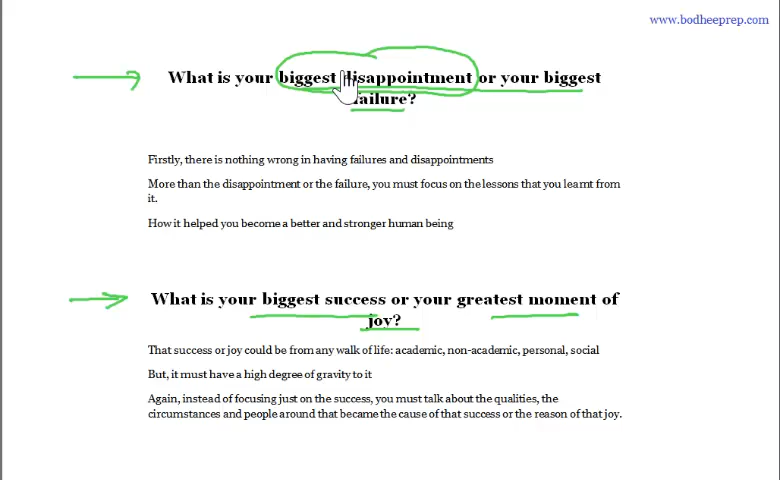 www.bodheeprep.com
What is your biggest disappointment or your biggest
failure?
Firstly, there is nothing wrong in having failures and disappointments
More than the disappointment or the failure, you must focus on the lessons that you learnt from
it.
How it helped you become a better and stronger human being
What is your biggest success or your greatest moment of
joy?
That success or joy could be from any walk of life: academic, non-academic, personal, social
But, it must have a high degree of gravity to it
Again, instead of focusing just on the success, you must talk about the qualities, the
circumstances and people around that became the cause of that success or the reason of that joy.